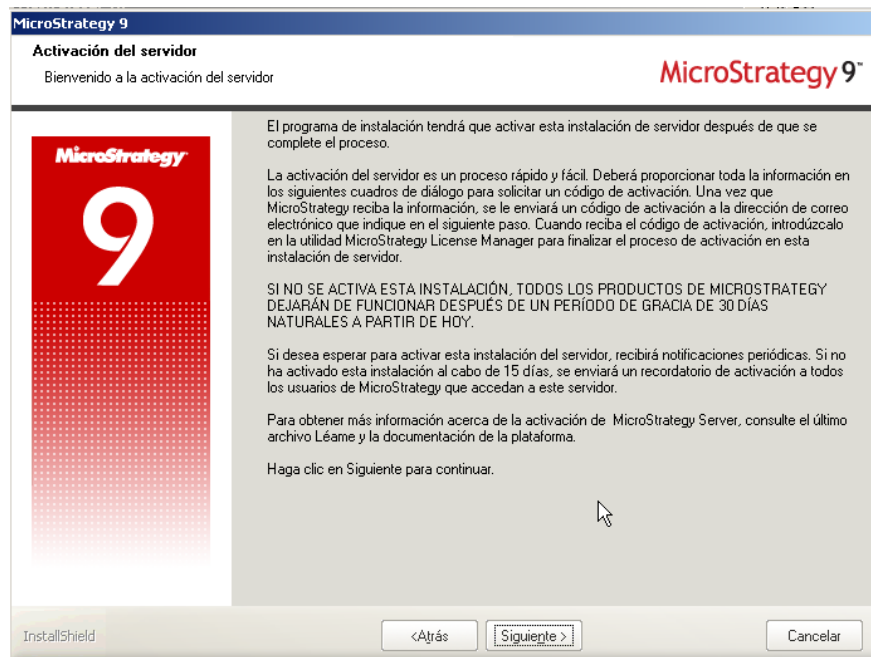 MicroStrategy 9
Activación del servidor
Bienvenido a la activación del servidor
MicroStrategy 9™
MicroStrategy
9
El programa de instalación tendrá que activar esta instalación de servidor después de que se
complete el proceso.
La activación del servidor es un proceso rápido y fácil. Deberá proporcionar toda la información en
los siguientes cuadros de diálogo para solicitar un código de activación. Una vez que
MicroStrategy reciba la información, se le enviará un código de activación a la dirección de correo
electrónico que indique en el siguiente paso. Cuando reciba el código de activación, introdúzcalo
en la utilidad MicroStrategy License Manager para finalizar el proceso de activación en esta
instalación de servidor.
SI NO SE ACTIVA ESTA INSTALACIÓN, TODOS LOS PRODUCTOS DE MICROSTRATEGY
DEJARÁN DE FUNCIONAR DESPUÉS DE UN PERÍODO DE GRACIA DE 30 DÍAS
NATURALES A PARTIR DE HOY.
Si desea esperar para activar esta instalación del servidor, recibirá notificaciones periódicas. Si no
ha activado esta instalación al cabo de 15 días, se enviará un recordatorio de activación a todos
los usuarios de MicroStrategy que accedan a este servidor.
Para obtener más información acerca de la activación de MicroStrategy Server, consulte el último
archivo Léame y la documentación de la plataforma.
Haga clic en Siguiente para continuar.
InstallShield
<Atrás
Siguiente >
Cancelar